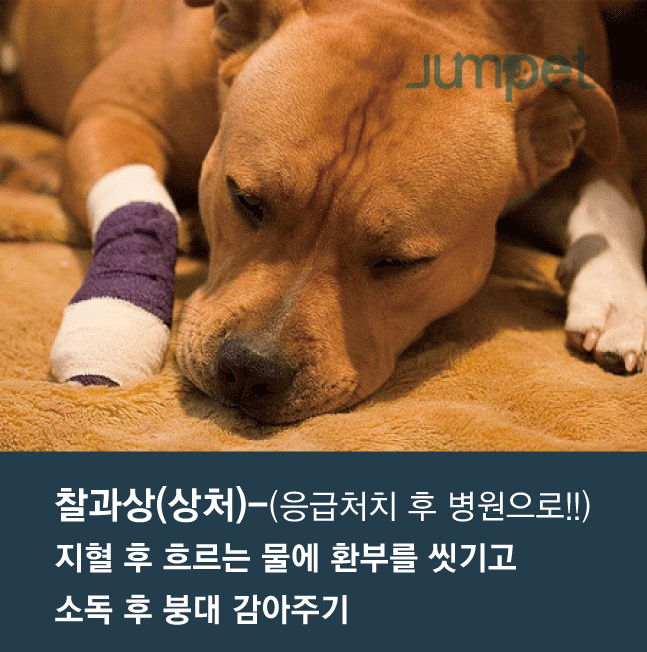 Jumpet
찰과상(상처)-(응급처치 후 병원으로!!)
지혈 후 흐르는 물에 환부를 씻기고
소독 후 붕대 감아주기